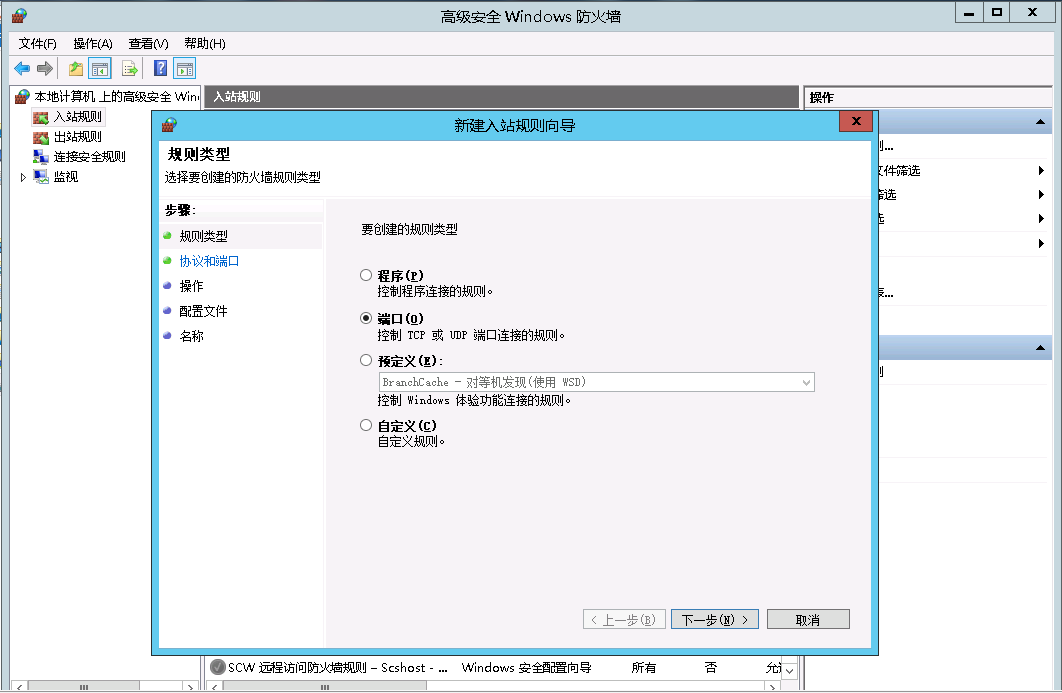 高级安全 Windows 防火墙
文件(F) 操作(A) 查看(V) 帮助(H)
本地计算机 上的高级安全 Win
入站规则
出站规则
连接安全规则
监视
入站规则
操作
文件筛选
筛选
新建入站规则向导
规则类型
选择要创建的防火墙规则类型
步骤:
规则类型
协议和端口
操作
配置文件
名称
要创建的规则类型
程序(P)
控制程序连接的规则。
端口(O)
控制 TCP 或 UDP 端口连接的规则。
预定义(E):
BranchCache - 对等机发现(使用 WSD)
控制 Windows 体验功能连接的规则。
自定义(C)
自定义规则。
< 上一步(B) 下一步(N) > 取消
SCW 远程访问防火墙规则 - Scshost - ... Windows 安全配置向导 所有 否 允